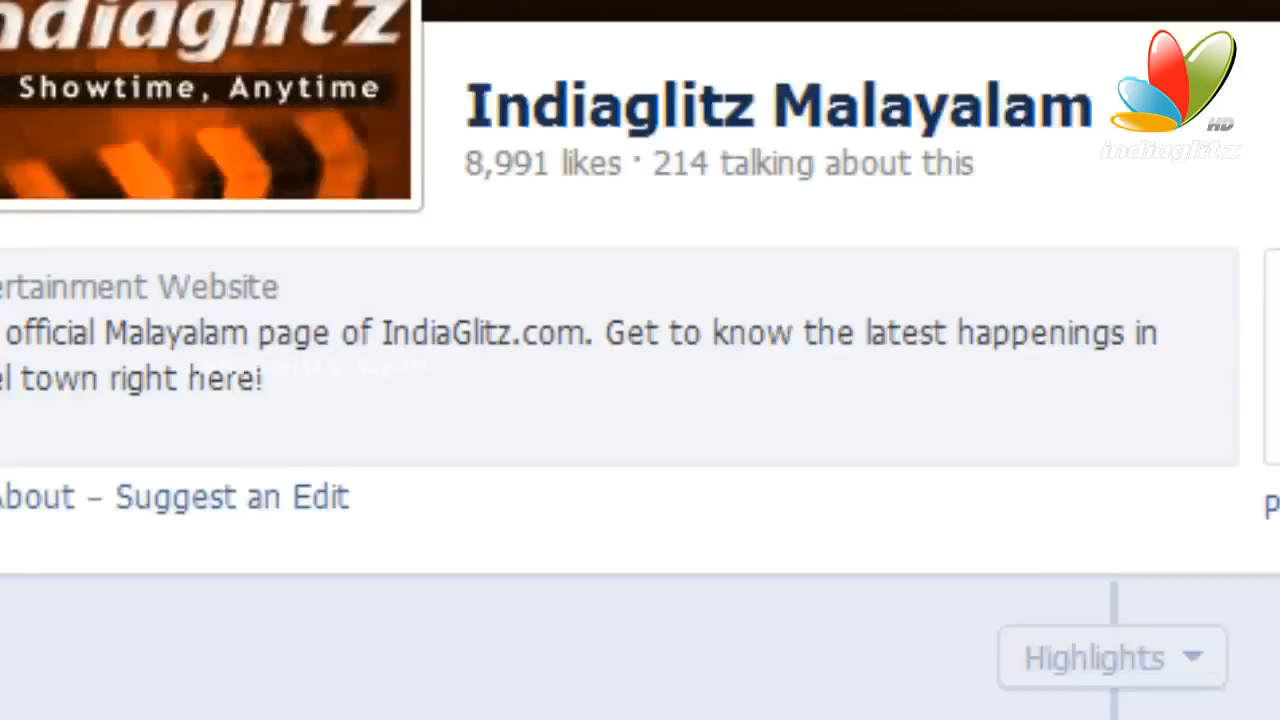 ndiaglitz
Showtime, Anytime
Indiaglitz Malayalam
HD
indiaglitz
8,991 likes · 214 talking about this
ertainment Website
official Malayalam page of IndiaGlitz.com. Get to know the latest happenings in
el town right here!
About – Suggest an Edit
P
Highlights